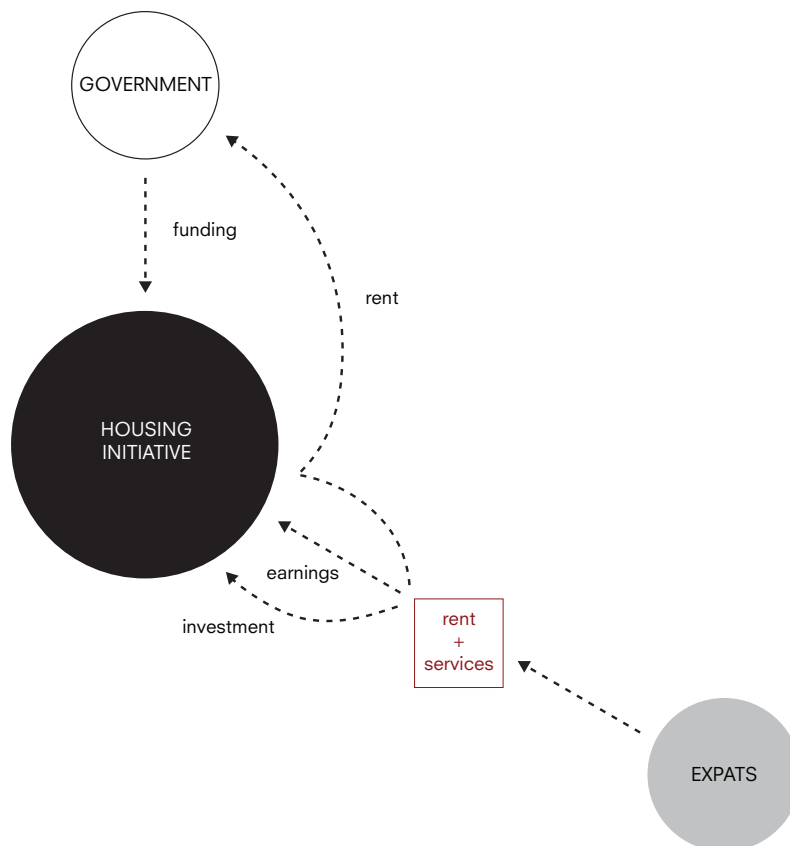 GOVERNMENT
funding
rent
HOUSING
INITIATIVE
earnings
investment
rent
+
services
EXPATS